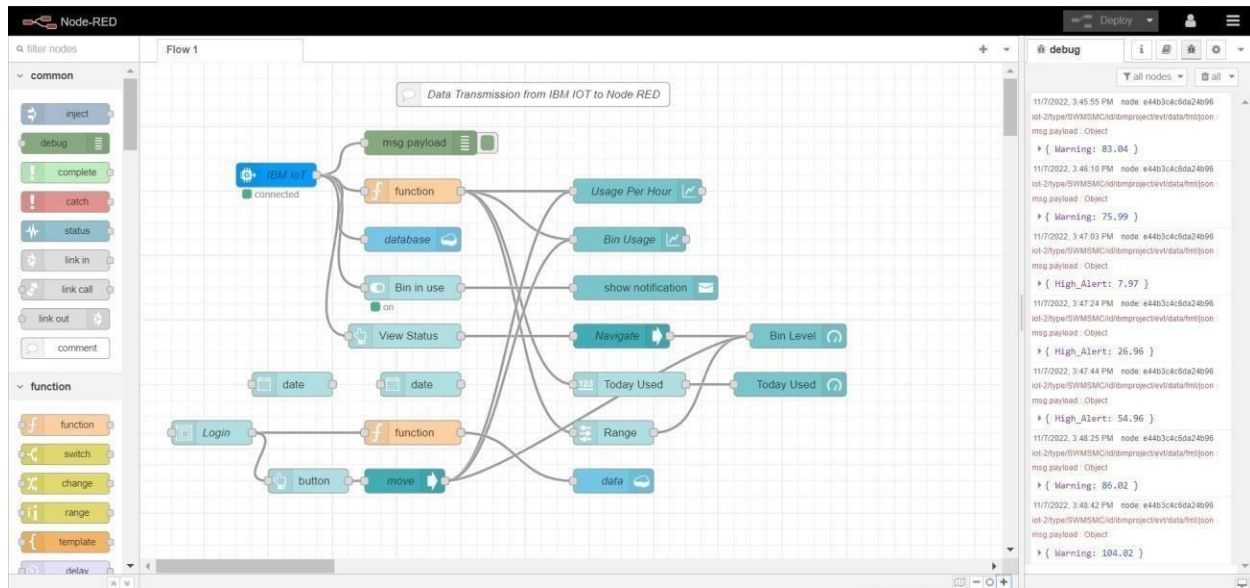 Node-RED
Deploy
filter nodes
Flow 1
debug
i
all nodes
all
common
inject
debug
complete
catch
status
link in
link call
link out
comment
function
function
switch
change
range
template
delay
Data Transmission from IBM IOT to Node RED
msg.payload
IBM IoT
connected
function
Usage Per Hour
database
Bin Usage
Bin in use
on
show notification
View Status
Navigate
Bin Level
date
date
123
Today Used
Today Used
Login
function
Range
button
move
data
11/7/2022, 3:45:55 PM node: e44b3c4c6da24b96
iot-2/type/SWMSMC/id/ibmproject/evt/data/fmt/json :
msg.payload : Object
{ Warning: 83.04 }
11/7/2022, 3:46:10 PM node: e44b3c4c6da24b96
iot-2/type/SWMSMC/id/ibmproject/evt/data/fmt/json :
msg.payload : Object
{ Warning: 75.99 }
11/7/2022, 3:47:03 PM node: e44b3c4c6da24b96
iot-2/type/SWMSMC/id/ibmproject/evt/data/fmt/json :
msg.payload : Object
{ High_Alert: 7.97 }
11/7/2022, 3:47:24 PM node: e44b3c4c6da24b96
iot-2/type/SWMSMC/id/ibmproject/evt/data/fmt/json :
msg.payload : Object
{ High_Alert: 26.96 }
11/7/2022, 3:47:44 PM node: e44b3c4c6da24b96
iot-2/type/SWMSMC/id/ibmproject/evt/data/fmt/json :
msg.payload : Object
{ High_Alert: 54.96 }
11/7/2022, 3:48:25 PM node: e44b3c4c6da24b96
iot-2/type/SWMSMC/id/ibmproject/evt/data/fmt/json :
msg.payload : Object
{ Warning: 86.02 }
11/7/2022, 3:48:42 PM node: e44b3c4c6da24b96
iot-2/type/SWMSMC/id/ibmproject/evt/data/fmt/json :
msg.payload : Object
{ Warning: 104.02 }